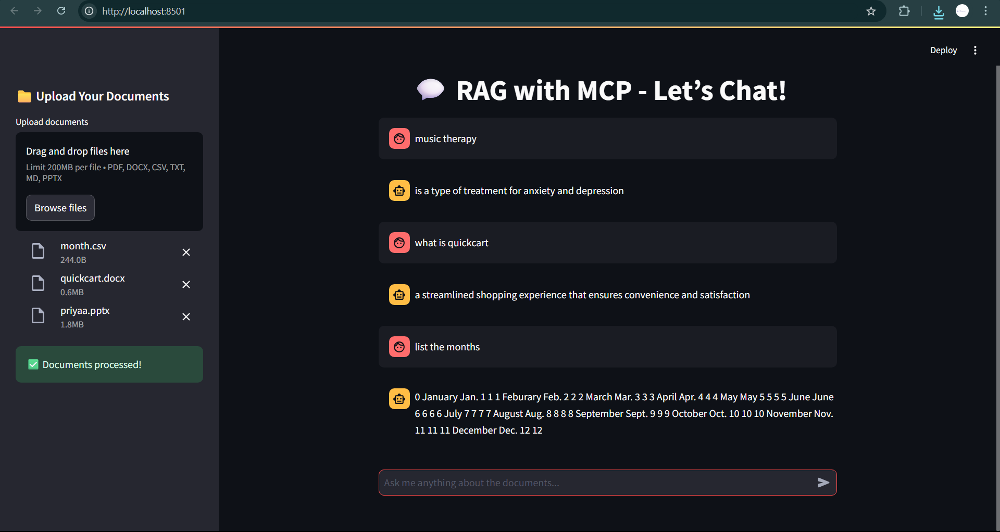 http://localhost:8501
Deploy
Upload Your Documents
Upload documents
Drag and drop files here
Limit 200MB per file • PDF, DOCX, CSV, TXT,
MD, PPTX
Browse files
month.csv
244.0B
quickcart.docx
0.6MB
priyaa.pptx
1.8MB
Documents processed!
RAG with MCP - Let’s Chat!
music therapy
is a type of treatment for anxiety and depression
what is quickcart
a streamlined shopping experience that ensures convenience and satisfaction
list the months
0 January Jan. 1 1 1 Feburary Feb. 2 2 2 March Mar. 3 3 3 April Apr. 4 4 4 May May 5 5 5 5 June June
6 6 6 6 July 7 7 7 7 August Aug. 8 8 8 8 September Sept. 9 9 9 October Oct. 10 10 10 November Nov.
11 11 11 December Dec. 12 12
Ask me anything about the documents...